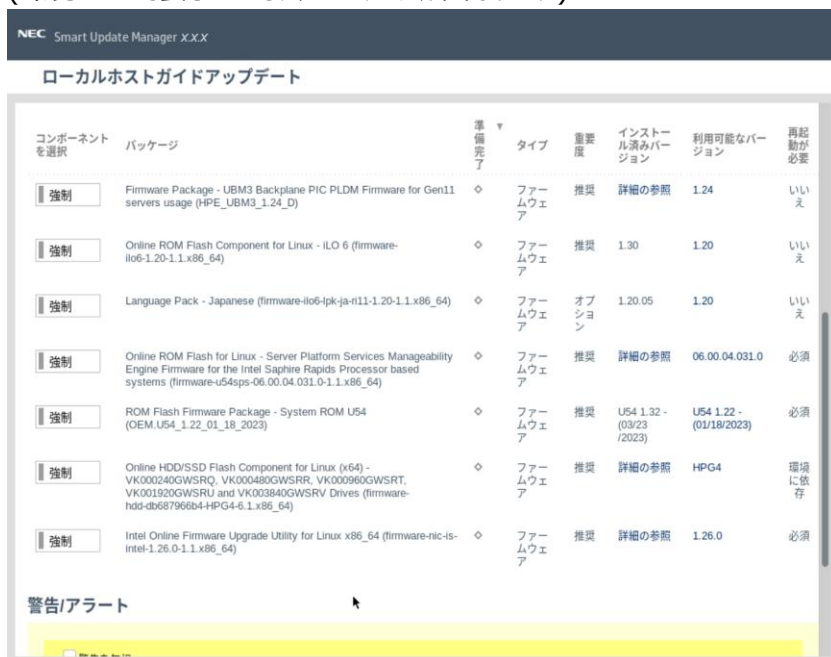 NEC Smart Update Manager X.X.X
ローカルホストガイドアップデート
コンポーネント
を選択
パッケージ
準
備
完
了
▼
タイプ
重要
度
インストー
ル済みバー
ジョン
利用可能なバー
ジョン
再起
動が
必要
強制
Firmware Package - UBM3 Backplane PIC PLDM Firmware for Gen11
servers usage (HPE_UBM3_1.24_D)
ファー
ムウェ
ア
推奨
詳細の参照
1.24
いい
え
強制
Online ROM Flash Component for Linux - iLO 6 (firmware-
ilo6-1.20-1.1.x86_64)
ファー
ムウェ
ア
推奨
1.30
1.20
いい
え
強制
Language Pack - Japanese (firmware-ilo6-lpk-ja-ri11-1.20-1.1.x86_64)
ファー
ムウェ
ア
オプ
ショ
ン
1.20.05
1.20
いい
え
強制
Online ROM Flash for Linux - Server Platform Services Manageability
Engine Firmware for the Intel Saphire Rapids Processor based
systems (firmware-u54sps-06.00.04.031.0-1.1.x86_64)
ファー
ムウェ
ア
推奨
詳細の参照
06.00.04.031.0
必須
強制
ROM Flash Firmware Package - System ROM U54
(OEM.U54_1.22_01_18_2023)
ファー
ムウェ
ア
推奨
U54 1.32 -
(03/23
/2023)
U54 1.22 -
(01/18/2023)
必須
強制
Online HDD/SSD Flash Component for Linux (x64) -
VK000240GWSRQ, VK000480GWSRR, VK000960GWSRT,
VK001920GWSRU and VK003840GWSRV Drives (firmware-
hdd-db687966b4-HPG4-6.1.x86_64)
ファー
ムウェ
ア
推奨
詳細の参照
HPG4
環境
に依
存
強制
Intel Online Firmware Upgrade Utility for Linux x86_64 (firmware-nic-is-
intel-1.26.0-1.1.x86_64)
ファー
ムウェ
ア
推奨
詳細の参照
1.26.0
必須
警告/アラート